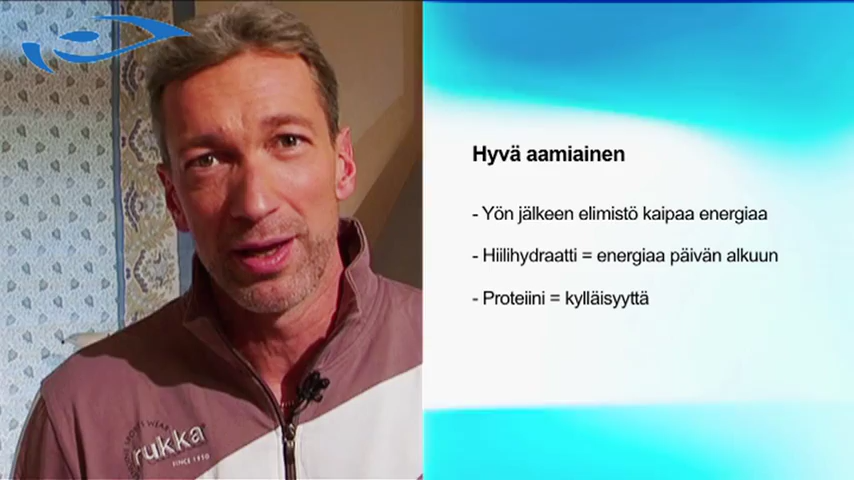 Hyvä aamiainen
- Yön jälkeen elimistö kaipaa energiaa
- Hiilihydraatti = energiaa päivän alkuun
- Proteiini = kylläisyyttä
rukka
SINCE 1950